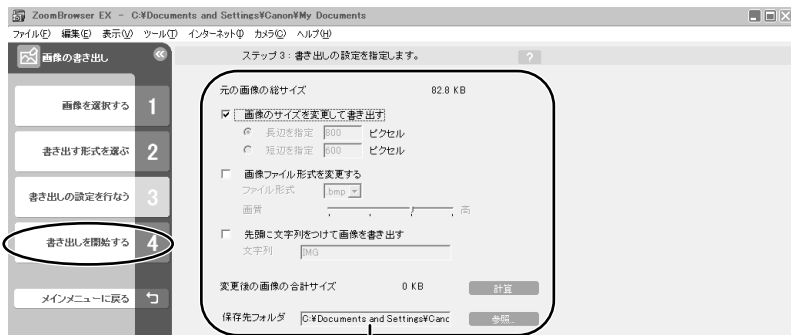 ZoomBrowser EX - C:¥Documents and Settings¥Canon¥My Documents
ファイル(F) 編集(E) 表示(V) ツール(T) インターネット(I) カメラ(C) ヘルプ(H)
画像の書き出し
ステップ3：書き出しの設定を指定します。
?
画像を選択する 1
書き出す形式を選ぶ 2
書き出しの設定を行なう 3
書き出しを開始する 4
メインメニューに戻る
元の画像の総サイズ 82.8 KB
画像のサイズを変更して書き出す
長辺を指定 800 ピクセル
短辺を指定 600 ピクセル
画像ファイル形式を変更する
ファイル形式 bmp
画質 高
先頭に文字列をつけて画像を書き出す
文字列 IMG
変更後の画像の合計サイズ 0 KB 計算
保存先フォルダ C:¥Documents and Settings¥Canc 参照...